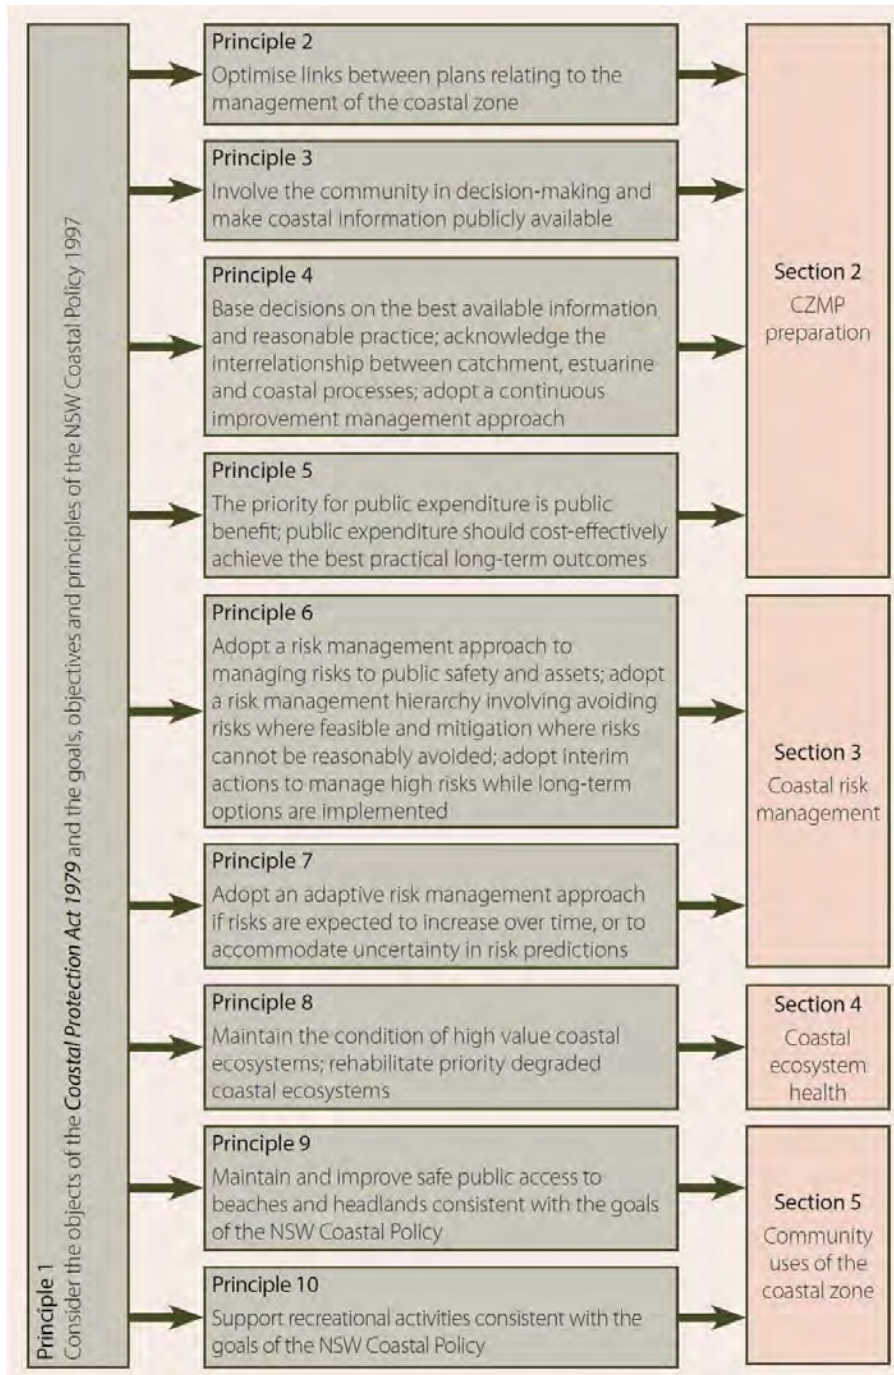 Principle 1
Consider the objects of the Coastal Protection Act 1979 and the goals, objectives and principles of the NSW Coastal Policy 1997
Principle 2
Optimise links between plans relating to the
management of the coastal zone
Principle 3
Involve the community in decision-making and
make coastal information publicly available
Principle 4
Base decisions on the best available information
and reasonable practice; acknowledge the
interrelationship between catchment, estuarine
and coastal processes; adopt a continuous
improvement management approach
Principle 5
The priority for public expenditure is public
benefit; public expenditure should cost-effectively
achieve the best practical long-term outcomes
Section 2
CZMP
preparation
Principle 6
Adopt a risk management approach to
managing risks to public safety and assets; adopt
a risk management hierarchy involving avoiding
risks where feasible and mitigation where risks
cannot be reasonably avoided; adopt interim
actions to manage high risks while long-term
options are implemented
Principle 7
Adopt an adaptive risk management approach
if risks are expected to increase over time, or to
accommodate uncertainty in risk predictions
Section 3
Coastal risk
management
Principle 8
Maintain the condition of high value coastal
ecosystems; rehabilitate priority degraded
coastal ecosystems
Section 4
Coastal
ecosystem
health
Principle 9
Maintain and improve safe public access to
beaches and headlands consistent with the goals
of the NSW Coastal Policy
Principle 10
Support recreational activities consistent with the
goals of the NSW Coastal Policy
Section 5
Community
uses of the
coastal zone